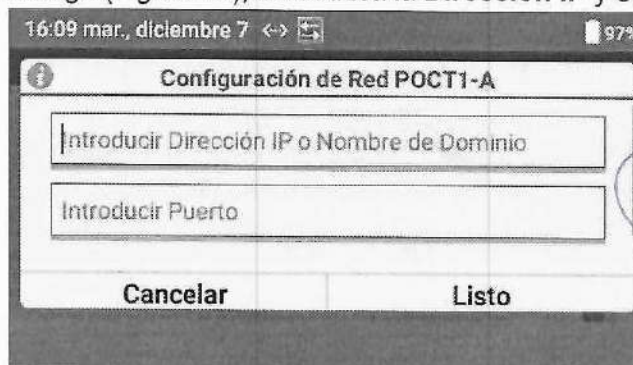 16:09 mar., diciembre 7
97%
Configuración de Red POCT1-A
Introducir Dirección IP o Nombre de Dominio
Introducir Puerto
Cancelar
Listo